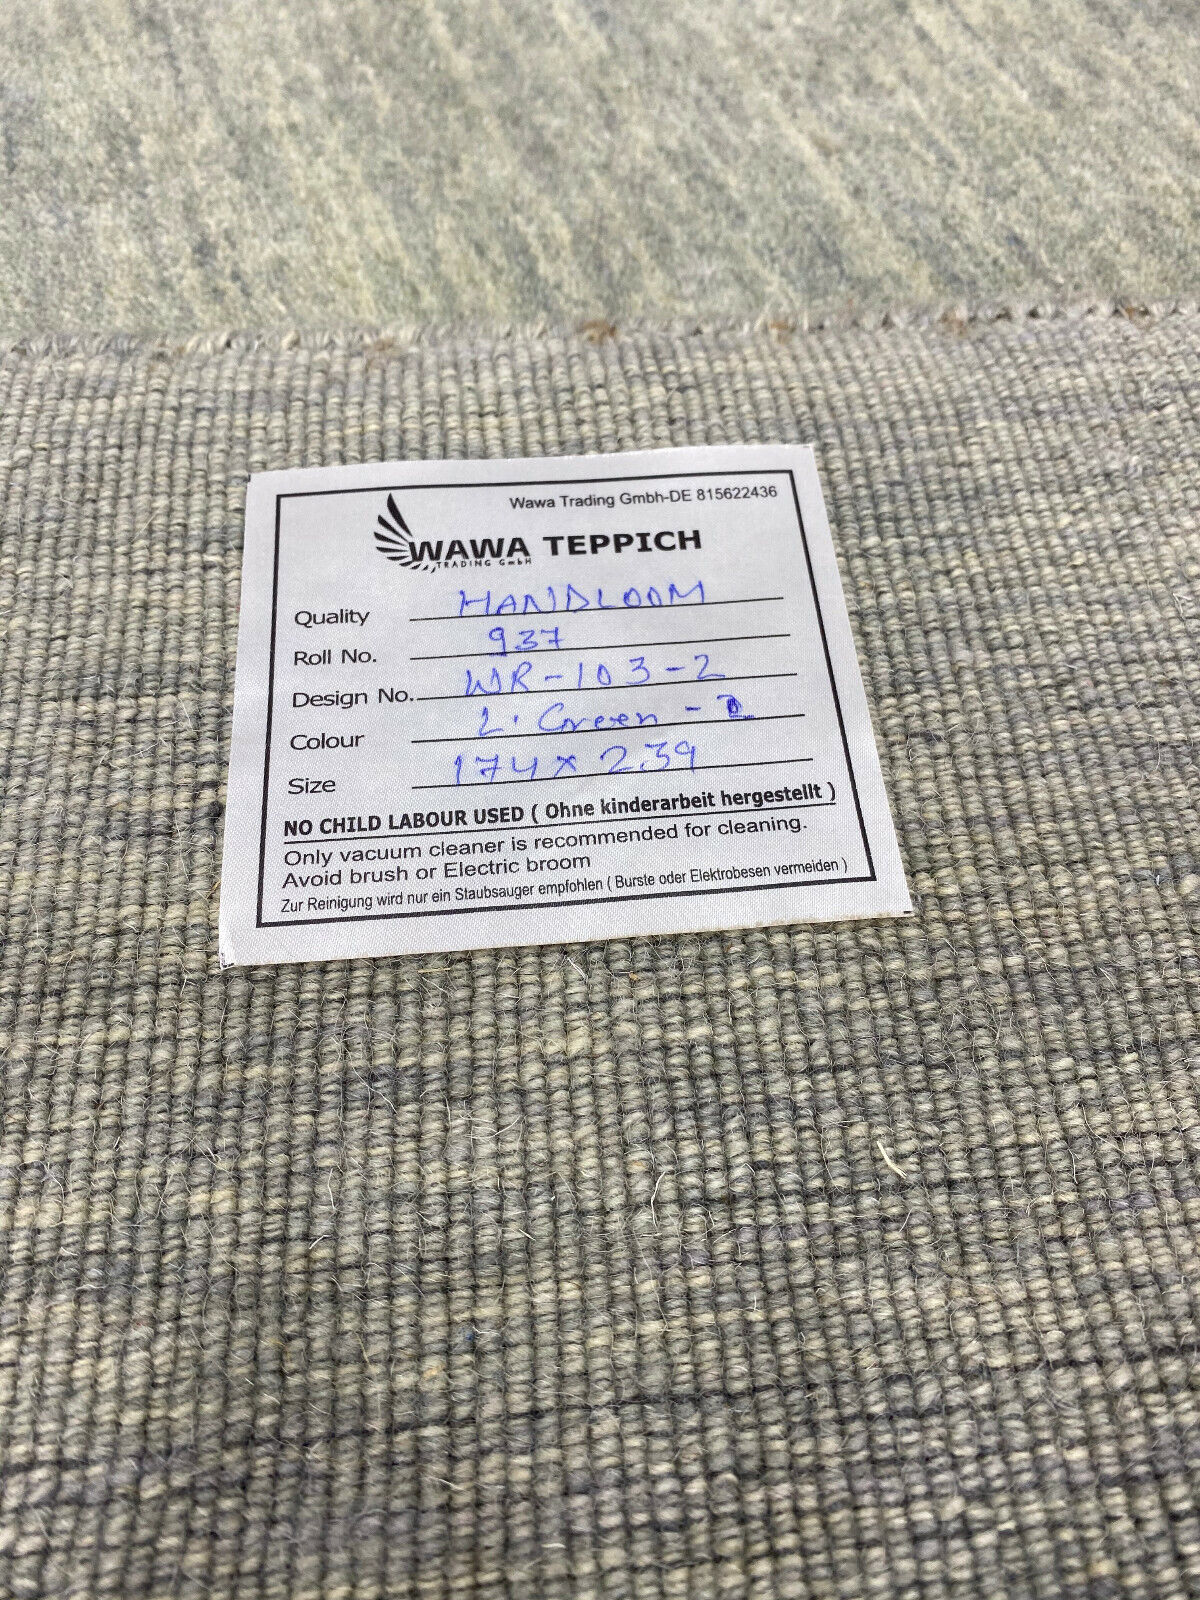 Wawa Trading Gmbh-DE 815622436
WAWA TEPPICH
TRADING GmbH
Quality HANDLOOM
Roll No. 937
Design No. WR-103-2
Colour L. Green - 2
Size 174 x 2.39
NO CHILD LABOUR USED ( Ohne kinderarbeit hergestellt )
Only vacuum cleaner is recommended for cleaning.
Avoid brush or Electric broom
Zur Reinigung wird nur ein Staubsauger empfohlen ( Burste oder Elektrobesen vermeiden )